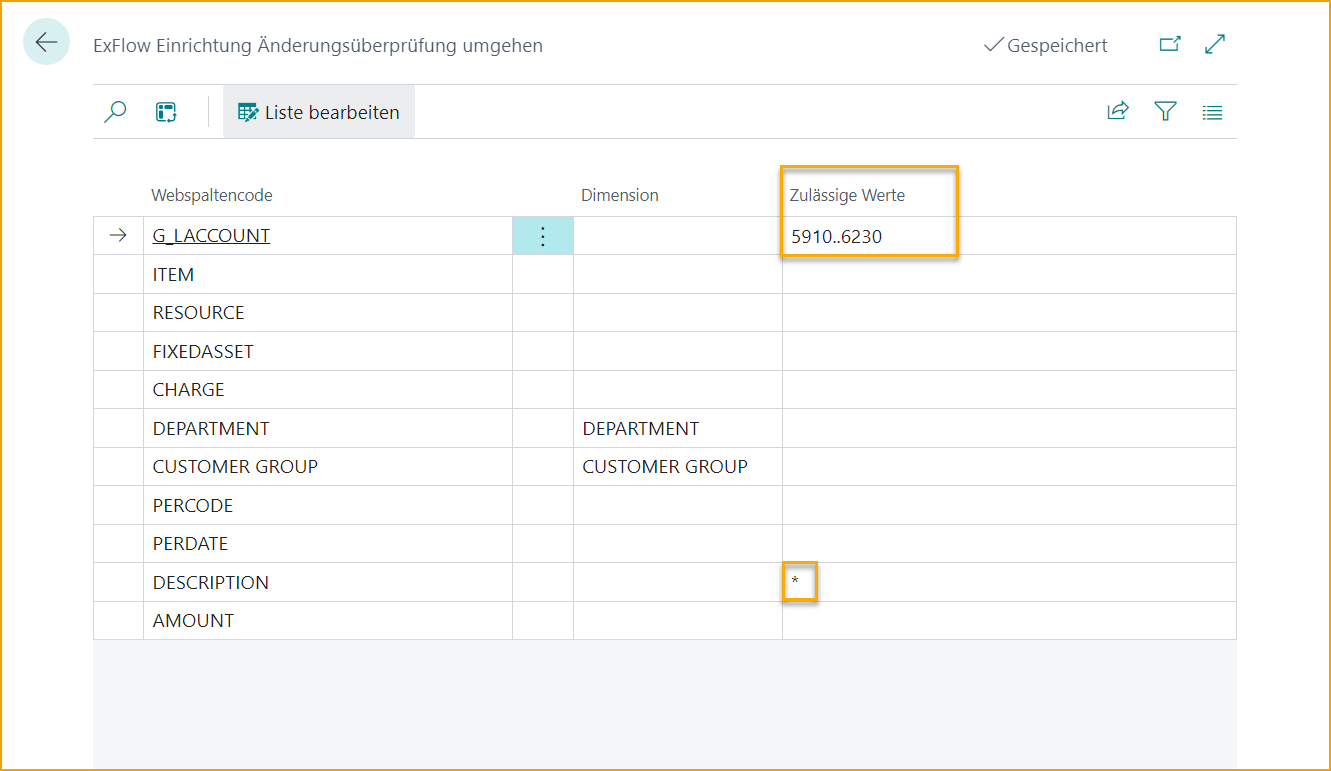 ExFlow Einrichtung Änderungsüberprüfung umgehen
Gespeichert
Liste bearbeiten
Webspaltencode Dimension Zulässige Werte
G_LACCOUNT 5910..6230
ITEM
RESOURCE
FIXEDASSET
CHARGE
DEPARTMENT DEPARTMENT
CUSTOMER GROUP CUSTOMER GROUP
PERCODE
PERDATE
DESCRIPTION *
AMOUNT